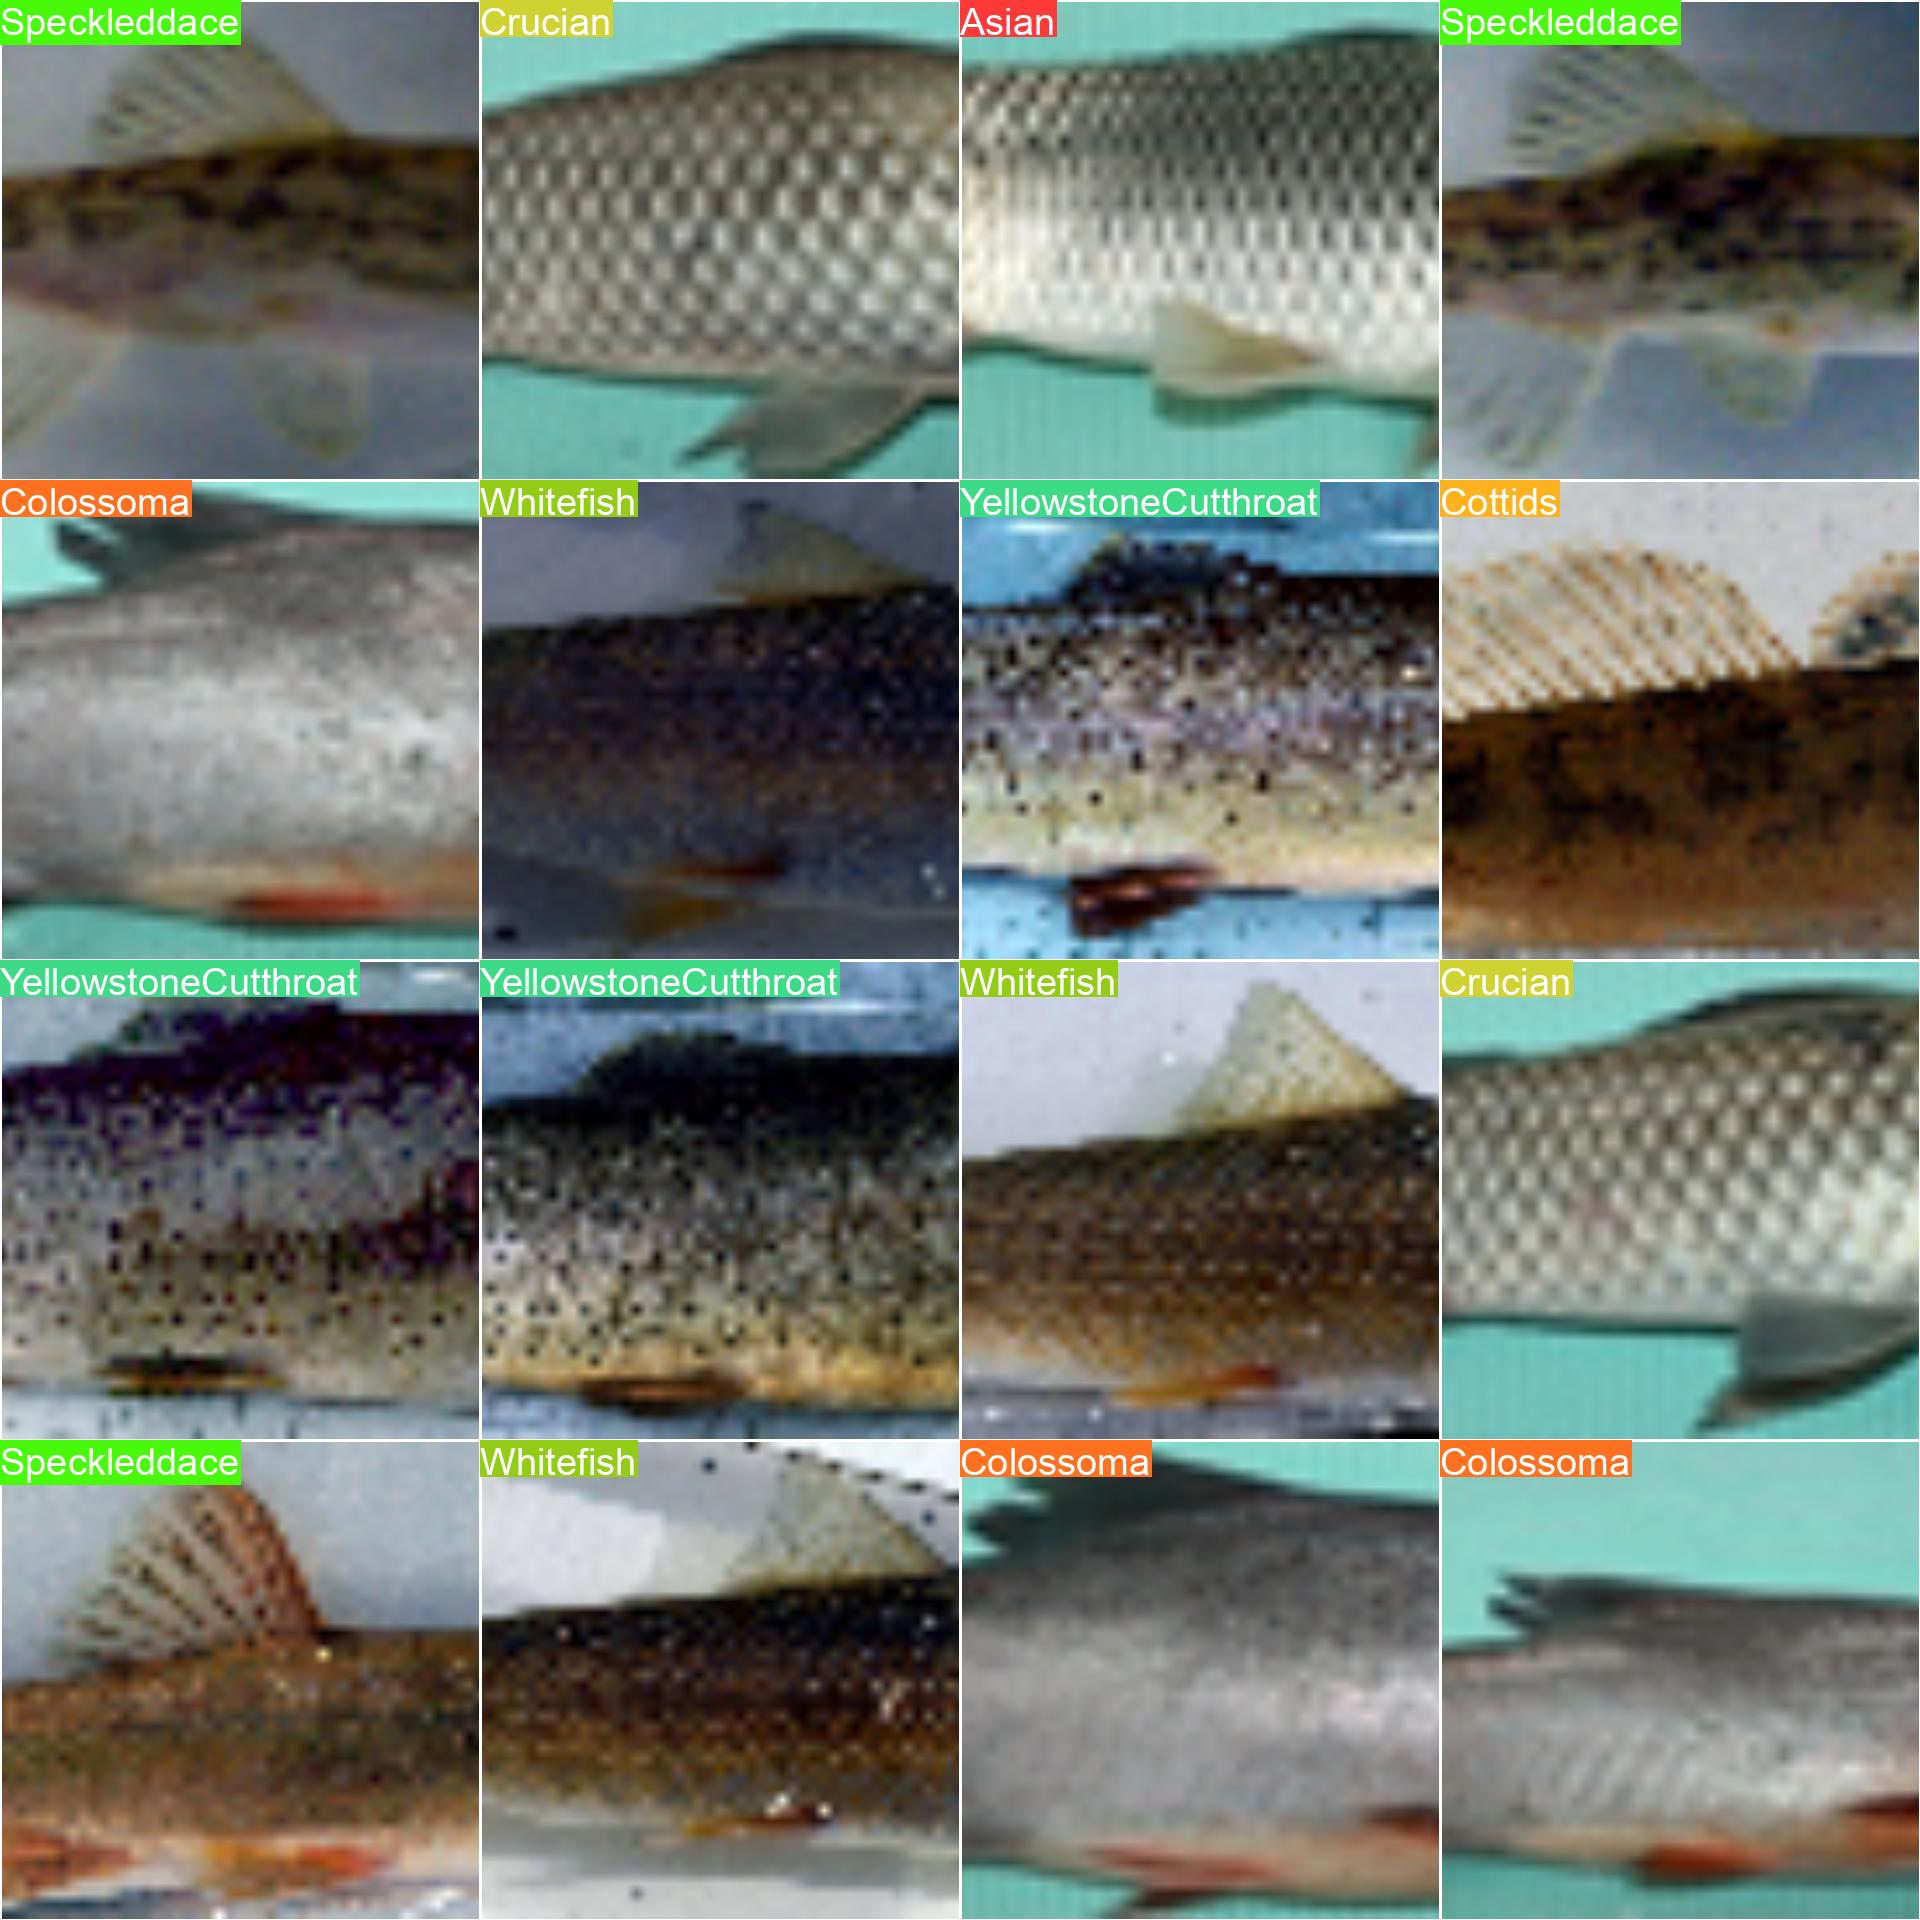 Speckleddace
Crucian
Asian
Speckleddace
Colossoma
Whitefish
YellowstoneCutthroat
Cottids
YellowstoneCutthroat
YellowstoneCutthroat
Whitefish
Crucian
Speckleddace
Whitefish
Colossoma
Colossoma